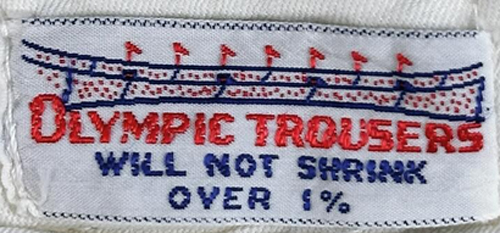 OLYMPIC TROUSERS
WILL NOT SHRINK
OVER 1%